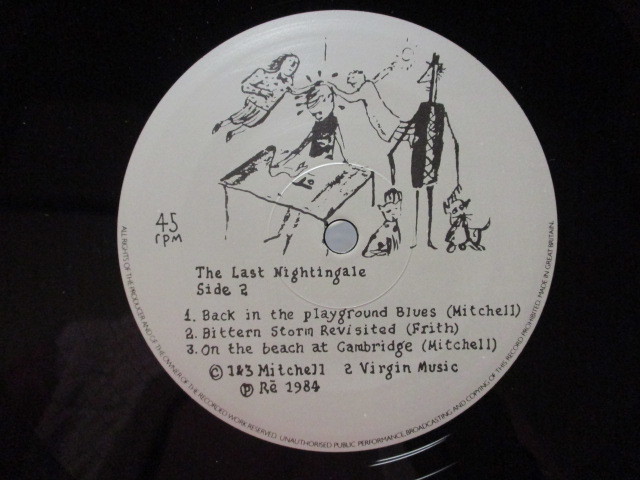 45
rpm
The Last Nightingale
Side 2
1. Back in the playground Blues (Mitchell)
2. Bittern Storm Revisited (Frith)
3. On the beach at Cambridge (Mitchell)
© 1&3 Mitchell 2 Virgin Music
℗ Rē 1984
ALL RIGHTS OF THE PRODUCER AND OF THE OWNER OF THE RECORDED WORK RESERVED. UNAUTHORISED PUBLIC PERFORMANCE, BROADCASTING AND COPYING OF THIS RECORD PROHIBITED. MADE IN GREAT BRITAIN.